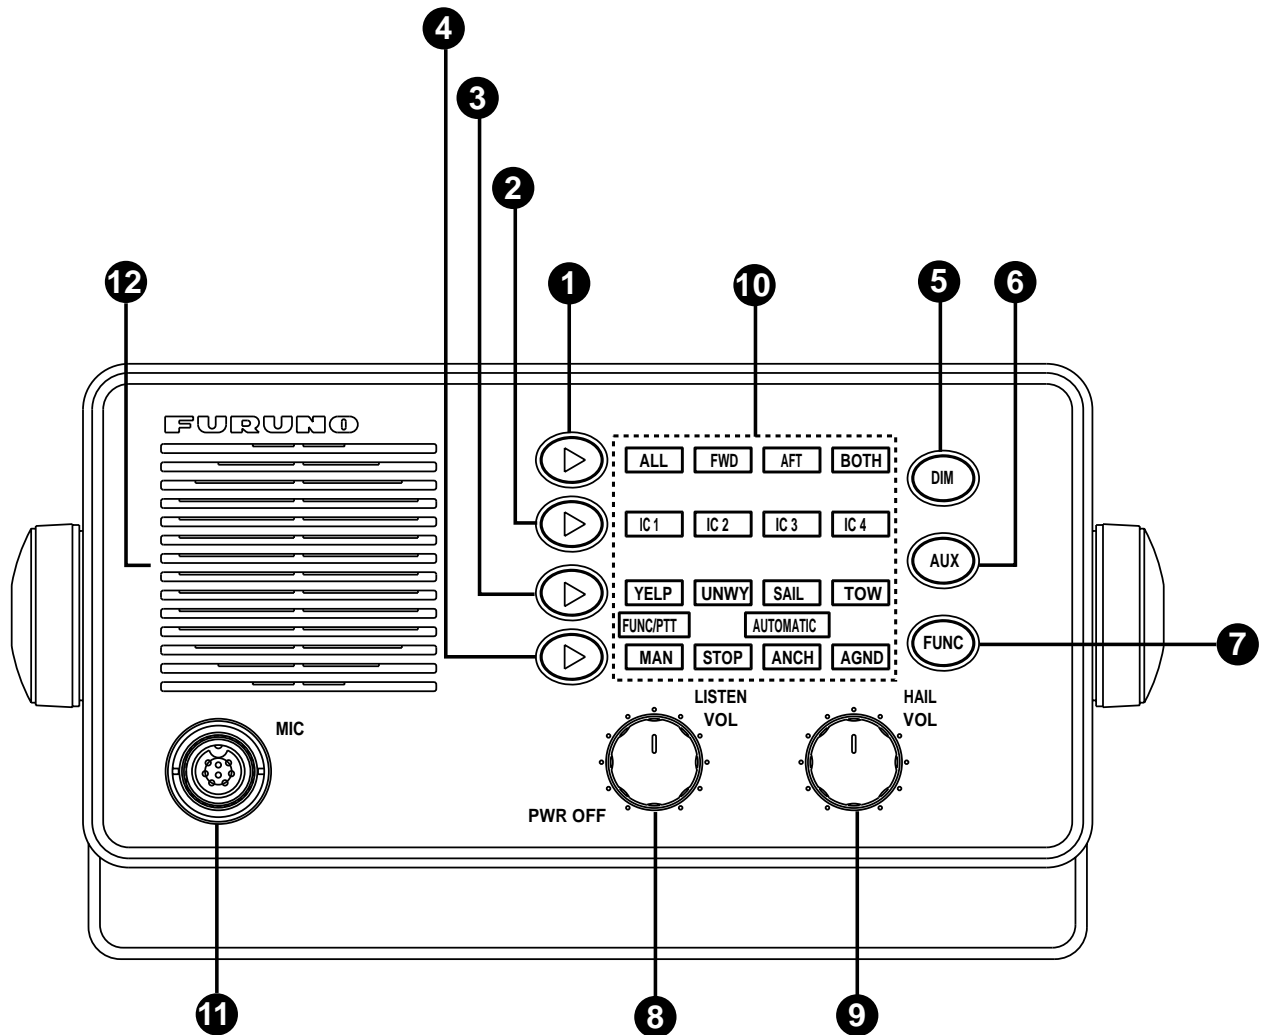 4
3
2
12
1
10
5
6
FURUNO
ALL FWD AFT BOTH
DIM
IC 1 IC 2 IC 3 IC 4
AUX
YELP UNWY SAIL TOW
FUNC/PTT AUTOMATIC
FUNC
7
MAN STOP ANCH AGND
LISTEN VOL
HAIL VOL
MIC
PWR OFF
11
8
9